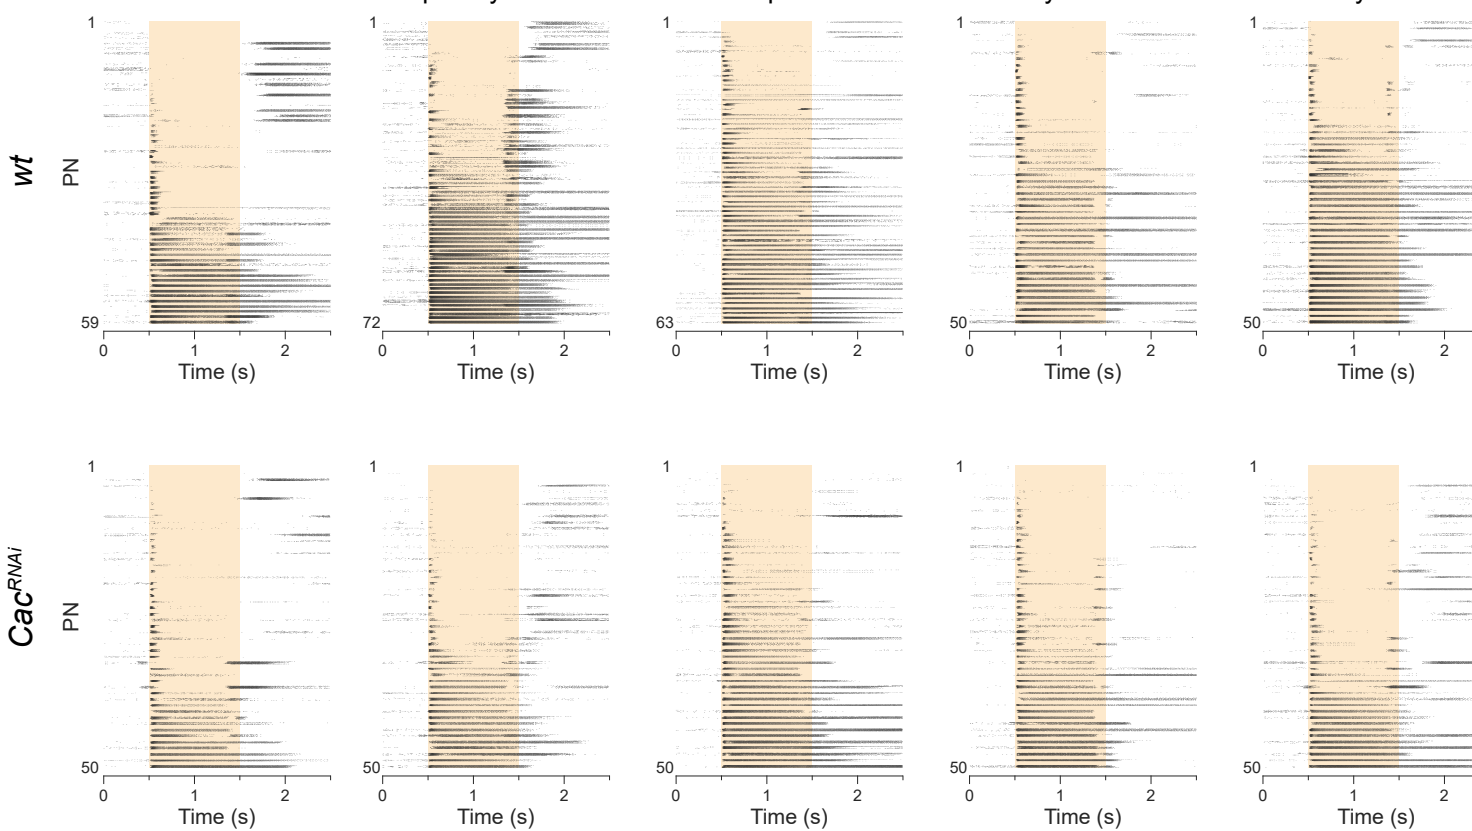 1 1 1 1 1
wt
PN
59 72 63 50 50
0 1 2 0 1 2 0 1 2 0 1 2 0 1 2
Time (s) Time (s) Time (s) Time (s) Time (s)
1 1 1 1 1
Cac^RNAi
PN
50 50 50 50 50
0 1 2 0 1 2 0 1 2 0 1 2 0 1 2
Time (s) Time (s) Time (s) Time (s) Time (s)